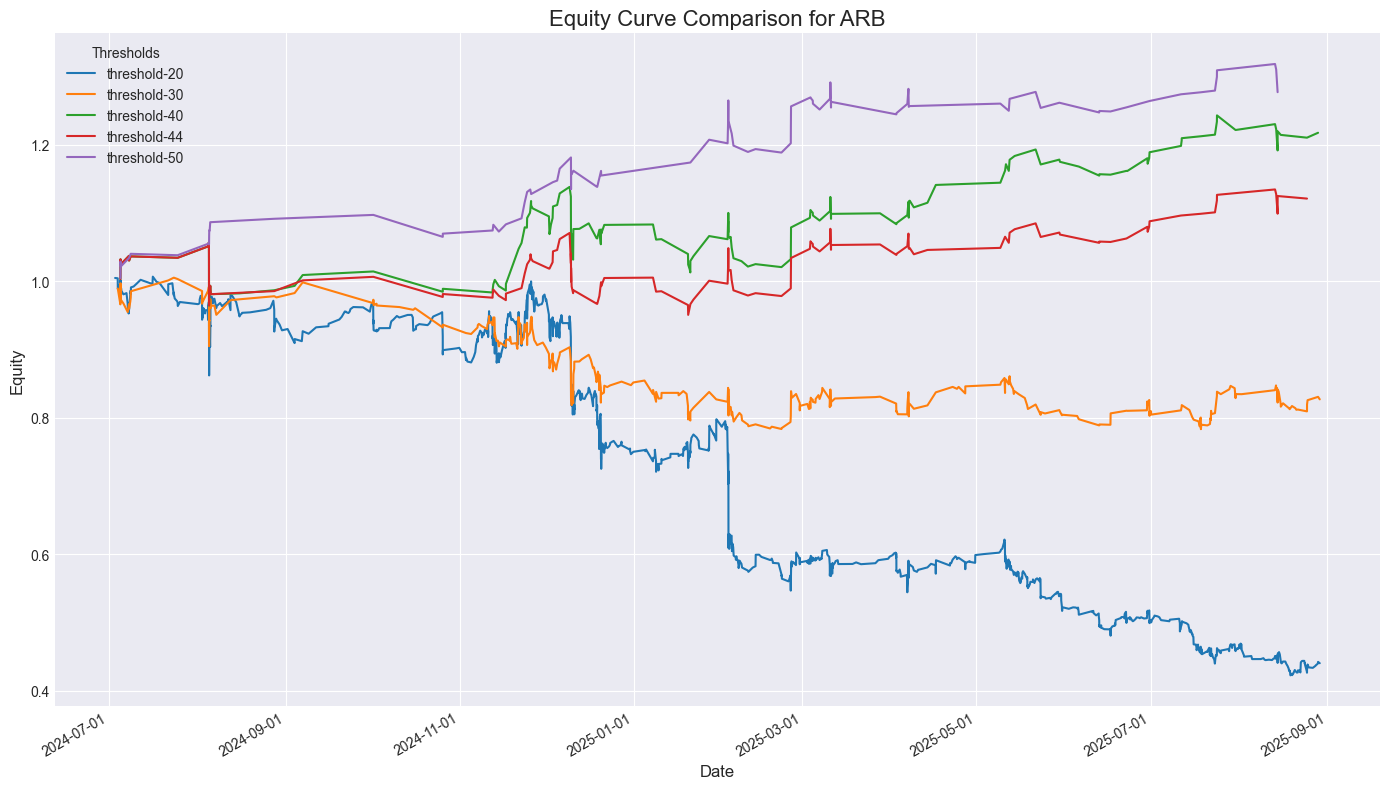 Equity Curve Comparison for ARB
Thresholds
threshold-20
threshold-30
threshold-40
threshold-44
threshold-50
Equity
1.2
1.0
0.8
0.6
0.4
2024-07-01
2024-09-01
2024-11-01
2025-01-01
2025-03-01
2025-05-01
2025-07-01
2025-09-01
Date